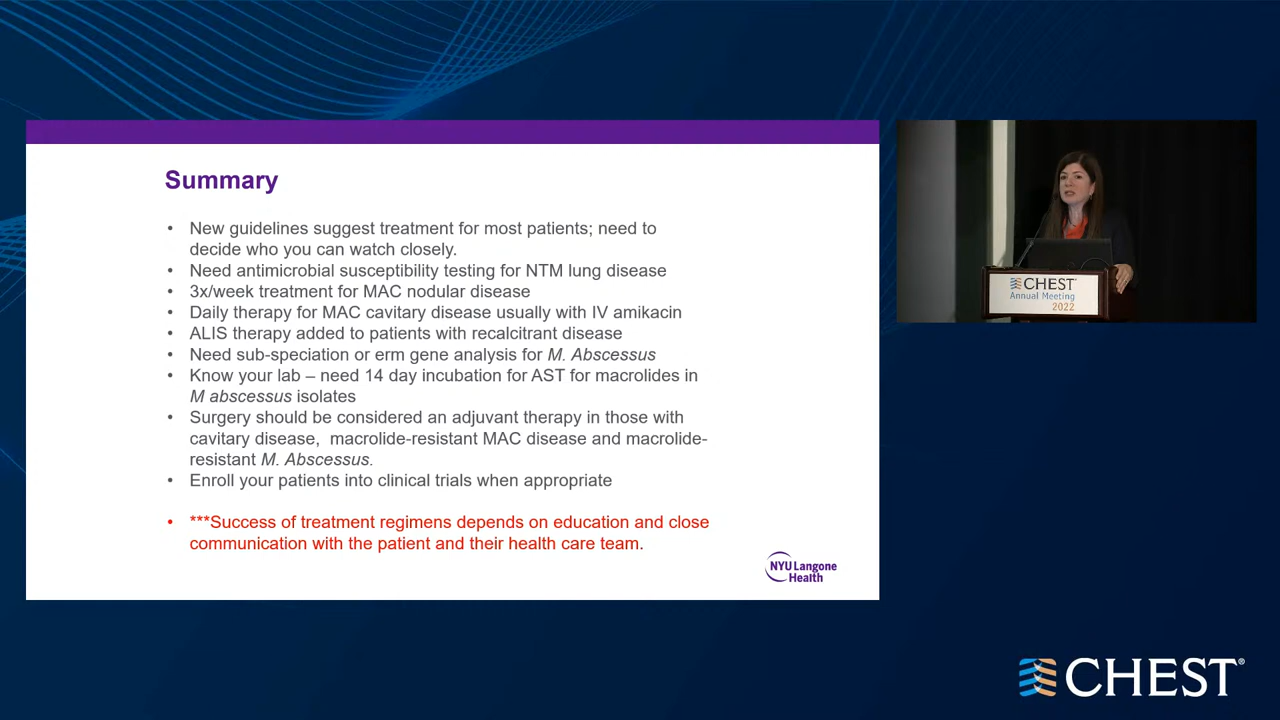 Summary
• New guidelines suggest treatment for most patients; need to
decide who you can watch closely.
• Need antimicrobial susceptibility testing for NTM lung disease
• 3x/week treatment for MAC nodular disease
• Daily therapy for MAC cavitary disease usually with IV amikacin
• ALIS therapy added to patients with recalcitrant disease
• Need sub-speciation or erm gene analysis for M. Abscessus
• Know your lab – need 14 day incubation for AST for macrolides in
M abscessus isolates
• Surgery should be considered an adjuvant therapy in those with
cavitary disease,  macrolide-resistant MAC disease and macrolide-
resistant M. Abscessus.
• Enroll your patients into clinical trials when appropriate
• ***Success of treatment regimens depends on education and close
communication with the patient and their health care team.
NYU Langone
Health
CHEST
Annual Meeting
2022
CHEST®